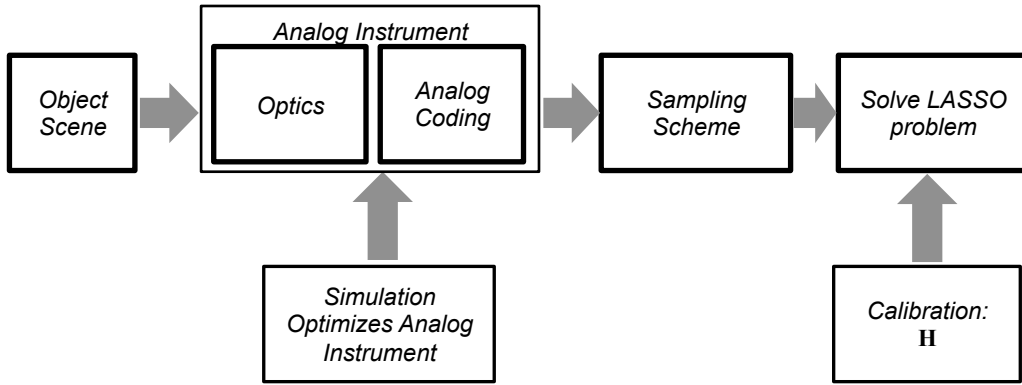 Analog Instrument
Object
Scene
Optics
Analog
Coding
Sampling
Scheme
Solve LASSO
problem
Simulation
Optimizes Analog
Instrument
Calibration:
H